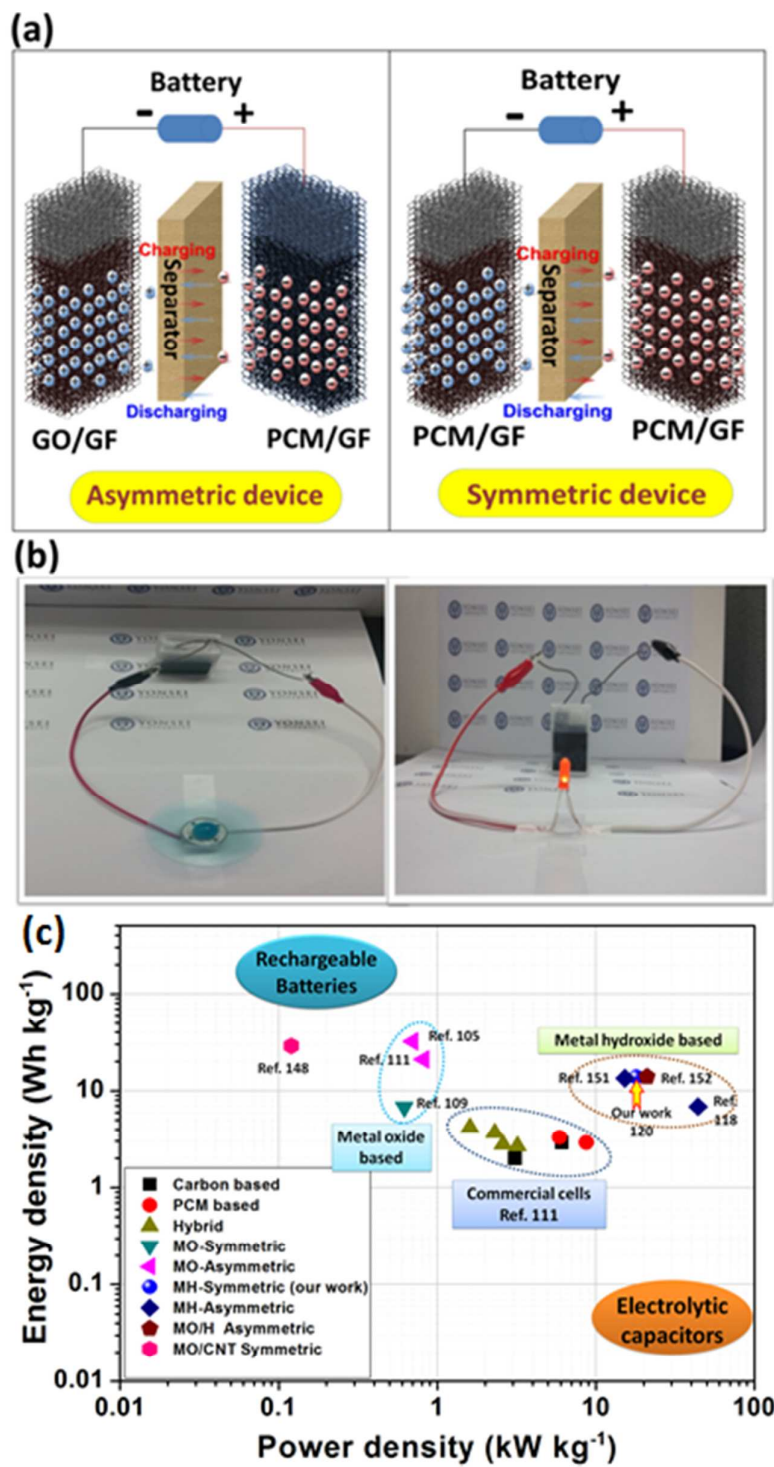 (a)
Battery
- +
Charging
Separator
Discharging
GO/GF
PCM/GF
Asymmetric device
Battery
- +
Charging
Separator
Discharging
PCM/GF
PCM/GF
Symmetric device
(b)
YONSEI
YONSEI
(c)
Energy density (Wh kg⁻¹)
100
10
1
0.1
0.01
Rechargeable
Batteries
Ref. 148
Ref. 105
Ref. 111
Ref. 109
Metal oxide
based
Metal hydroxide based
Ref. 151
Ref. 152
Our work
120
Ref.
118
Commercial cells
Ref. 111
Electrolytic
capacitors
Carbon based
PCM based
Hybrid
MO-Symmetric
MO-Asymmetric
MH-Symmetric (our work)
MH-Asymmetric
MO/H Asymmetric
MO/CNT Symmetric
0.01
0.1
1
10
100
Power density (kW kg⁻¹)